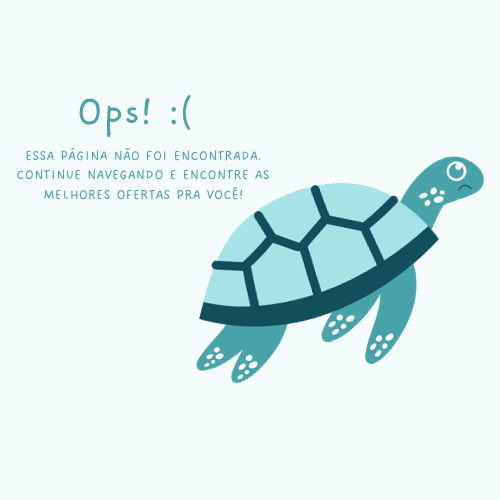 Ops! :(
ESSA PÁGINA NÃO FOI ENCONTRADA.
CONTINUE NAVEGANDO E ENCONTRE AS
MELHORES OFERTAS PRA VOCÊ!